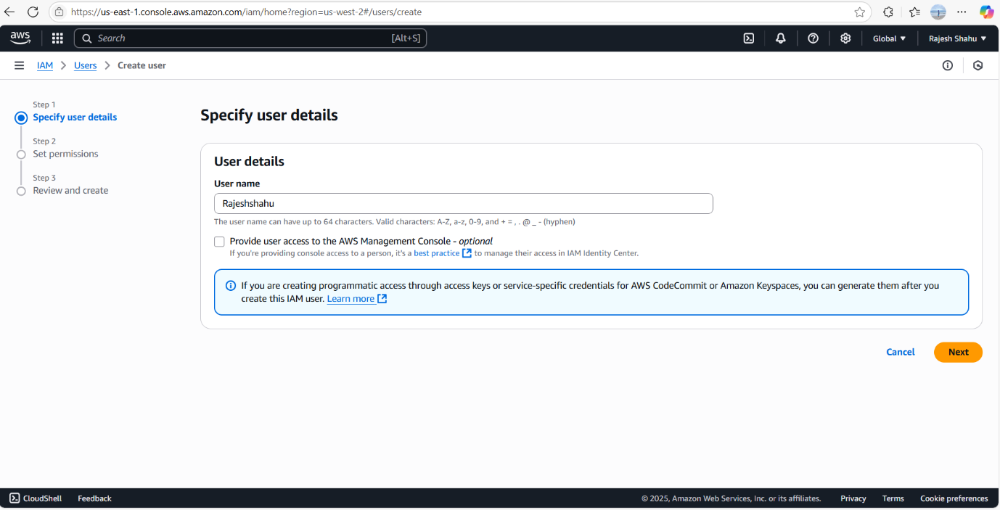 https://us-east-1.console.aws.amazon.com/iam/home?region=us-west-2#/users/create
aws
Search
[Alt+S]
Global
Rajesh Shahu
IAM
Users
Create user
Step 1
Specify user details
Step 2
Set permissions
Step 3
Review and create
Specify user details
User details
User name
Rajeshshahu
The user name can have up to 64 characters. Valid characters: A-Z, a-z, 0-9, and + = , . @ _ - (hyphen)
Provide user access to the AWS Management Console - optional
If you're providing console access to a person, it's a best practice to manage their access in IAM Identity Center.
If you are creating programmatic access through access keys or service-specific credentials for AWS CodeCommit or Amazon Keyspaces, you can generate them after you
create this IAM user. Learn more
Cancel
Next
CloudShell
Feedback
© 2025, Amazon Web Services, Inc. or its affiliates.
Privacy
Terms
Cookie preferences